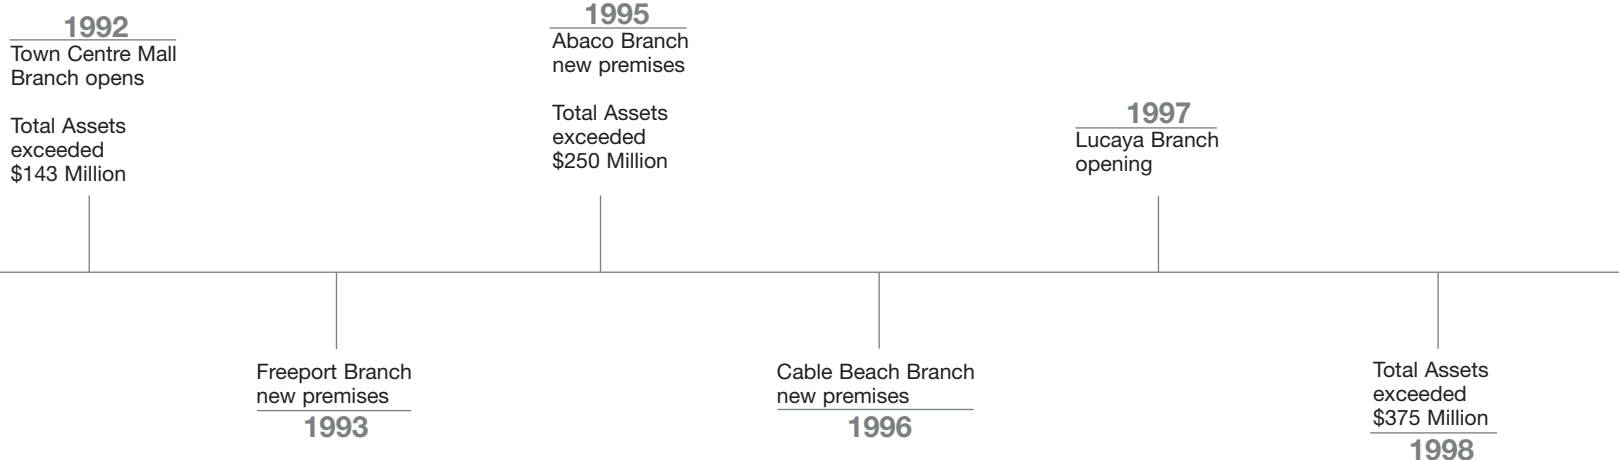 1992
Town Centre Mall
Branch opens
Total Assets
exceeded
$143 Million
Freeport Branch
new premises
1993
1995
Abaco Branch
new premises
Total Assets
exceeded
$250 Million
Cable Beach Branch
new premises
1996
1997
Lucaya Branch
opening
Total Assets
exceeded
$375 Million
1998